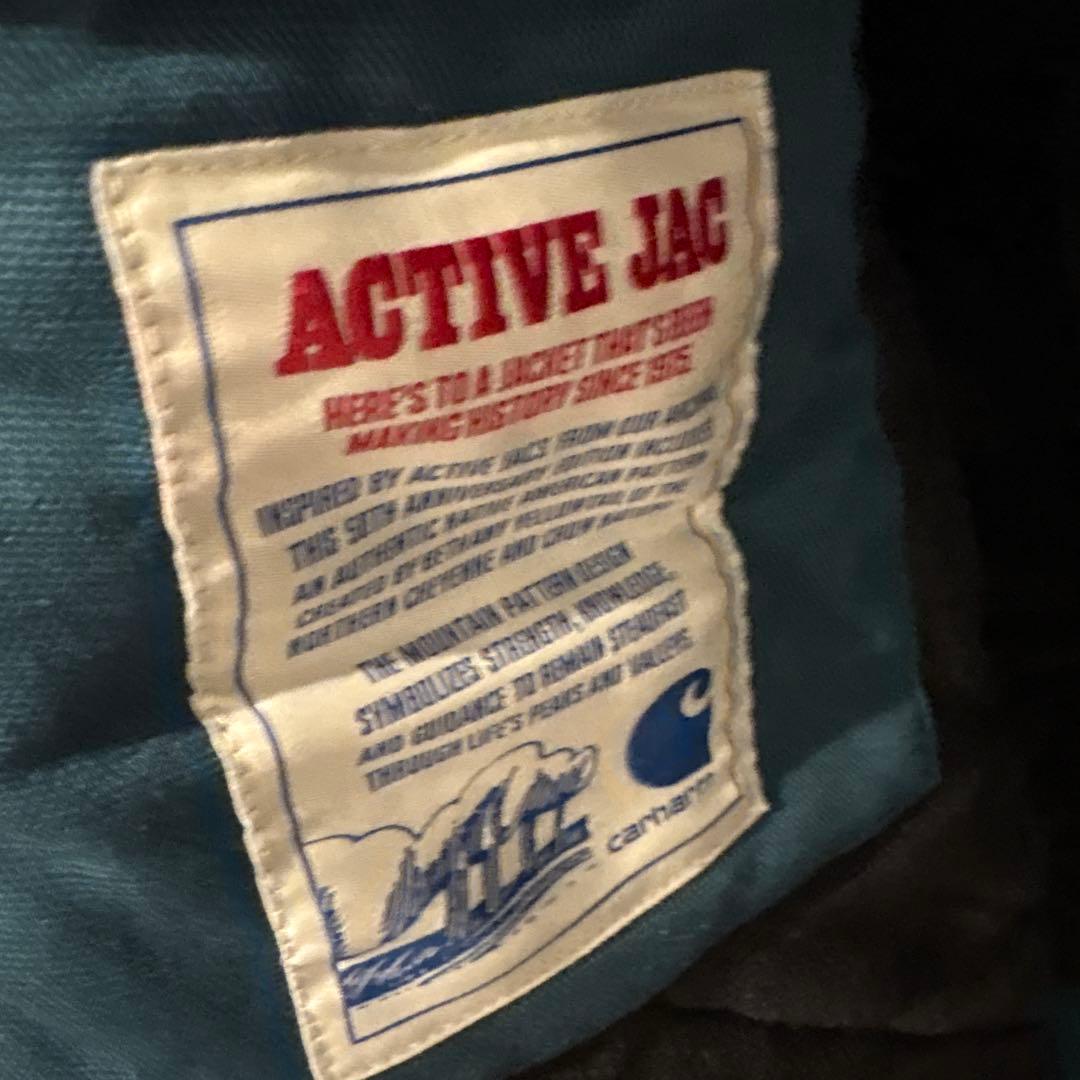 ACTIVE JAC
HERE'S TO A JACKET THAT'S BEEN
MAKING HISTORY SINCE 1975
INSPIRED BY ACTIVE JACS FROM OUR
THIS 50TH ANNIVERSARY EDITION INCLUDES
AN AUTHENTIC NATIVE AMERICAN PATTERN
CREATED BY BETHANY YELLOWTAIL OF THE
NORTHERN CHEYENNE AND CROW
THE MOUNTAIN PATTERN DESIGN
SYMBOLIZES STRENGTH, KNOWLEDGE,
AND GUIDANCE TO REMAIN STEADFAST
THROUGH LIFE'S PEAKS AND VALLEYS.
carhartt